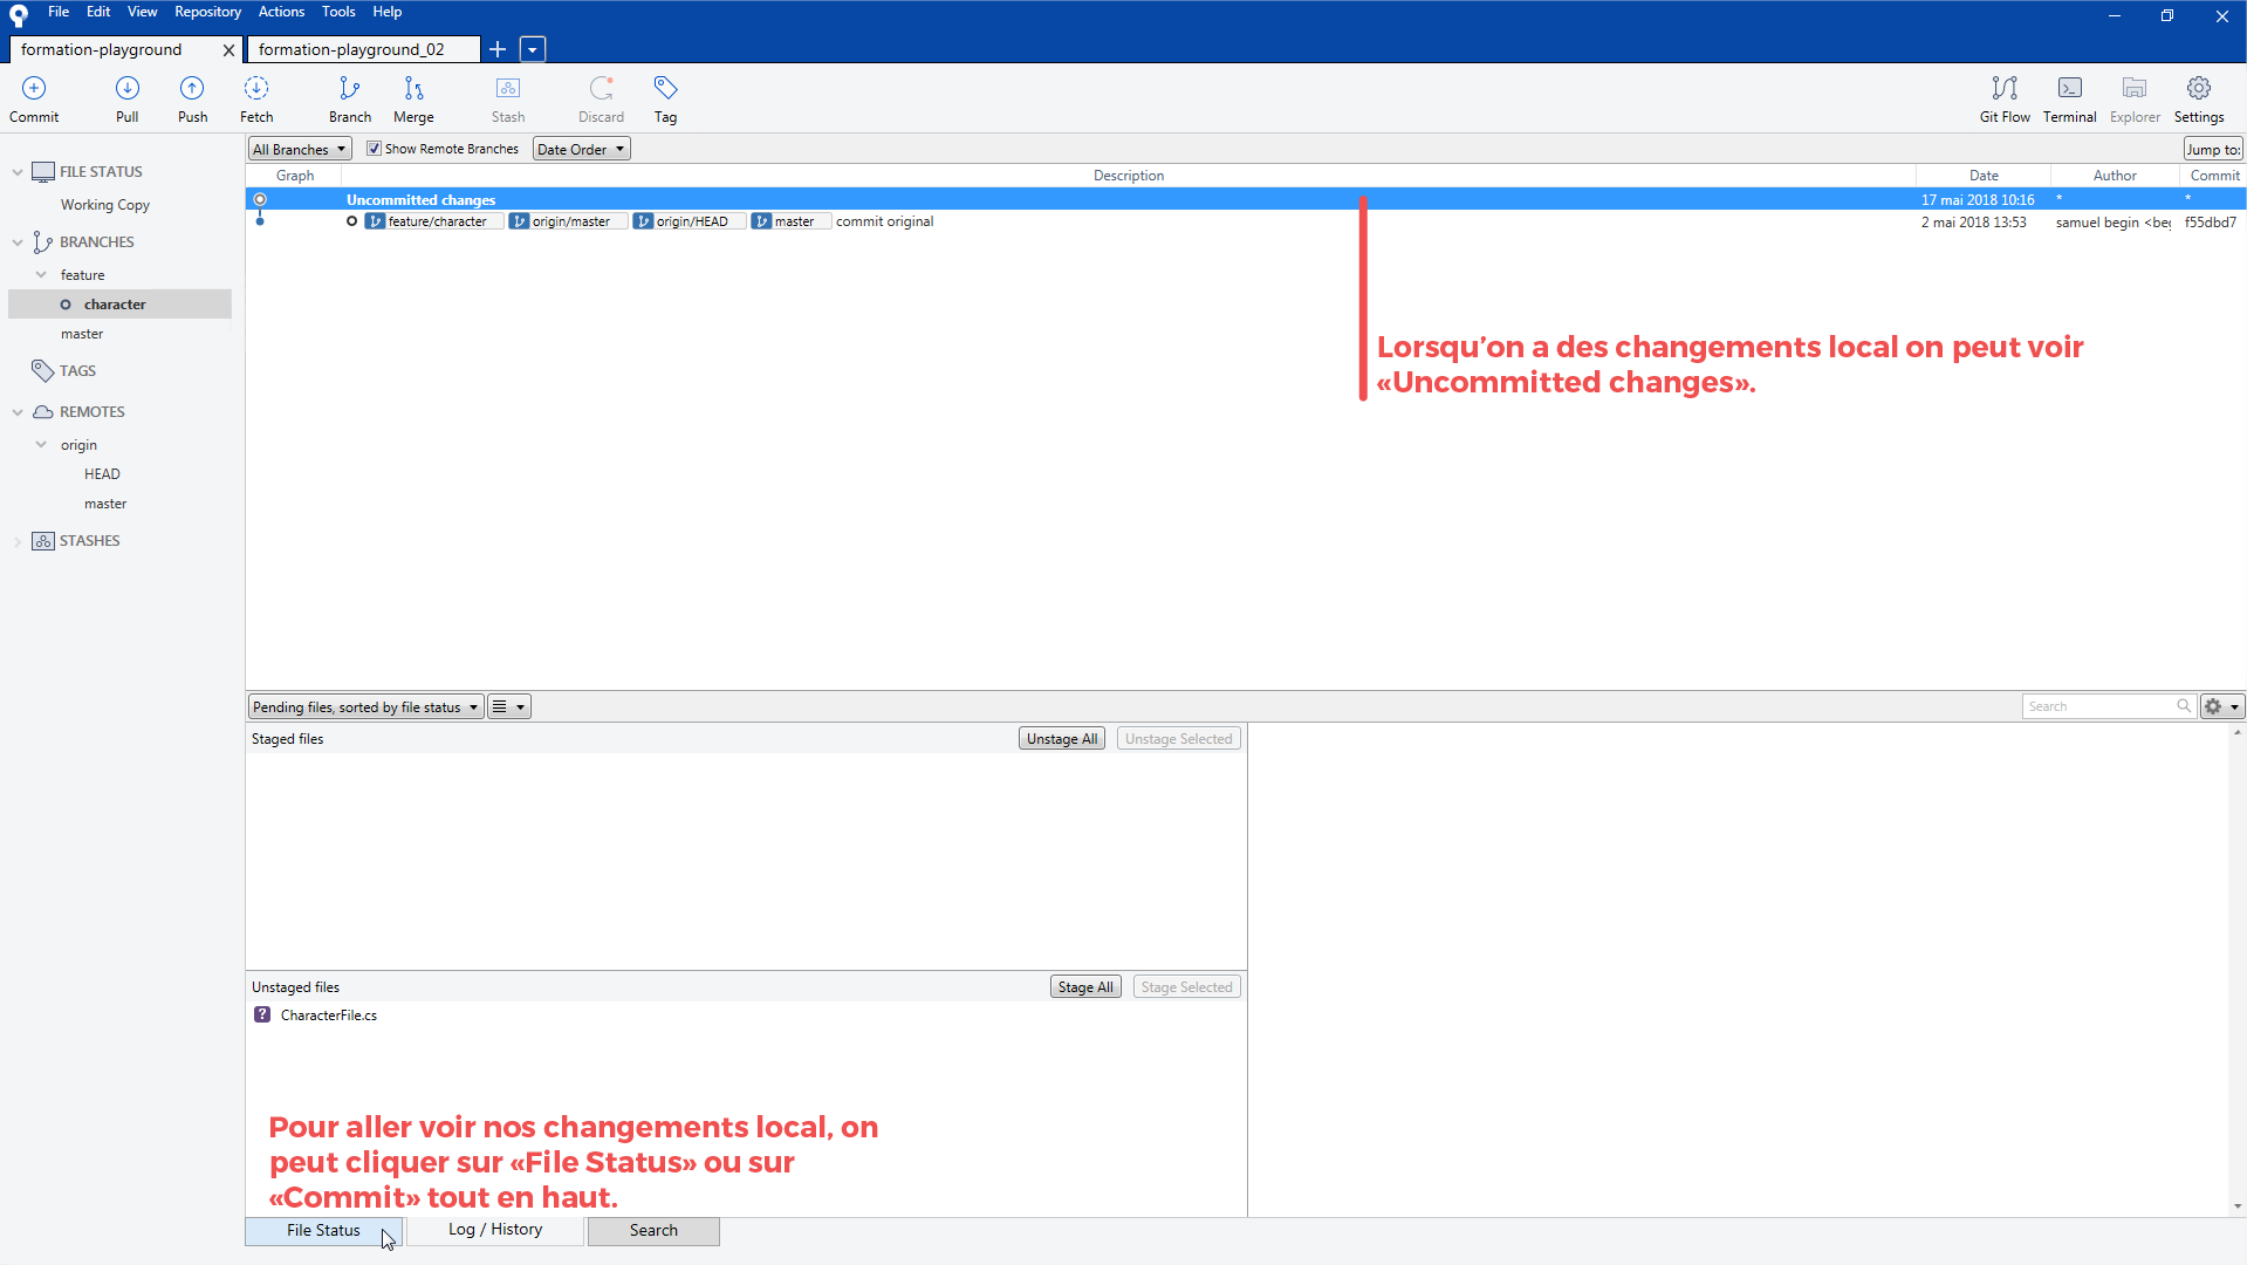 File Edit View Repository Actions Tools Help
formation-playground formation-playground_02
Commit Pull Push Fetch Branch Merge Stash Discard Tag Git Flow Terminal Explorer Settings
All Branches Show Remote Branches Date Order Jump to:
Graph Description Date Author Commit
Uncommitted changes 17 mai 2018 10:16 * *
feature/character origin/master origin/HEAD master commit original 2 mai 2018 13:53 samuel begin <be f55dbd7
FILE STATUS
Working Copy
BRANCHES
feature
character
master
TAGS
REMOTES
origin
HEAD
master
STASHES
Lorsqu’on a des changements local on peut voir
«Uncommitted changes».
Pending files, sorted by file status Search
Staged files Unstage All Unstage Selected
Unstaged files Stage All Stage Selected
? CharacterFile.cs
Pour aller voir nos changements local, on
peut cliquer sur «File Status» ou sur
«Commit» tout en haut.
File Status Log / History Search